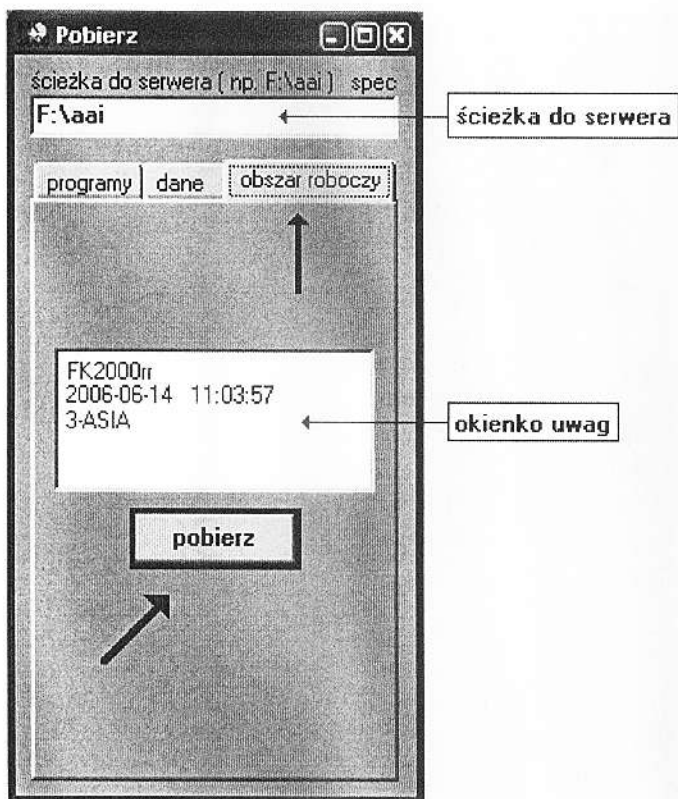 Pobierz
ścieżka do serwera ( np. F:\aai ) spec
F:\aai
ścieżka do serwera
programy dane obszar roboczy
FK2000rr
2006-06-14 11:03:57
3-ASIA
okienko uwag
pobierz